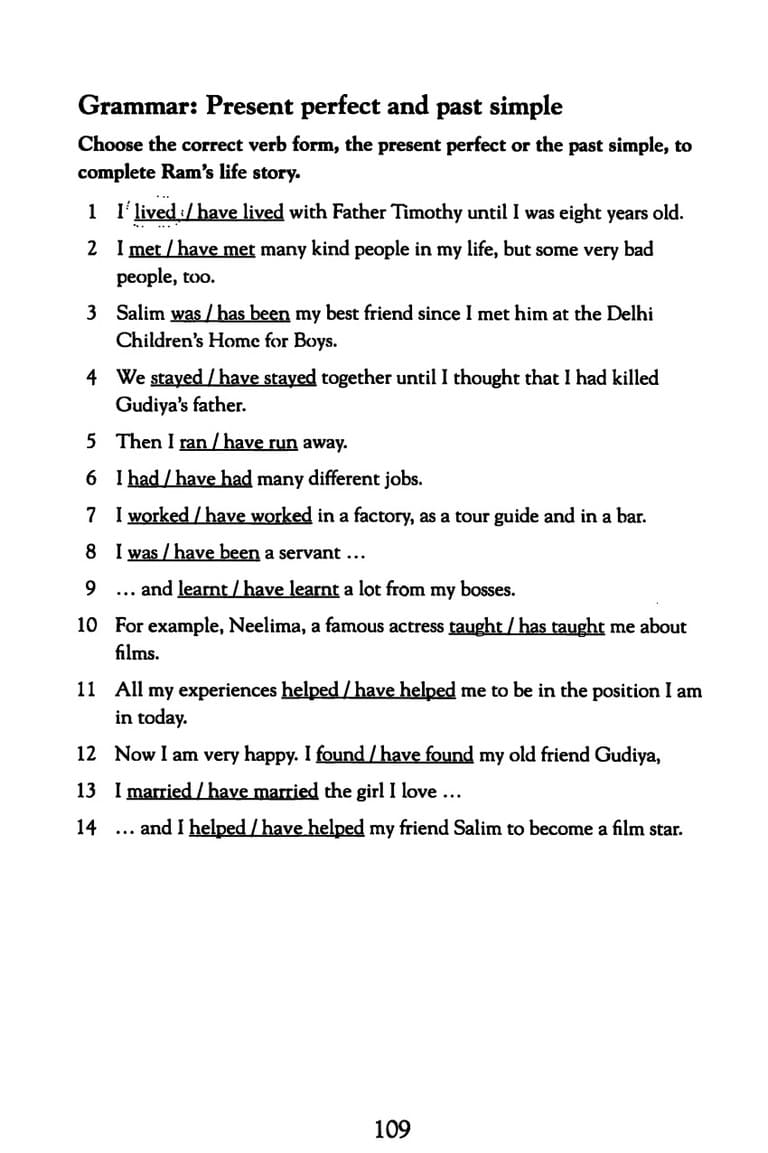 Grammar: Present perfect and past simple
Choose the correct verb form, the present perfect or the past simple, to
complete Ram's life story.
1 I lived / have lived with Father Timothy until I was eight years old.
2 I met / have met many kind people in my life, but some very bad
people, too.
3 Salim was / has been my best friend since I met him at the Delhi
Children's Home for Boys.
4 We stayed / have stayed together until I thought that I had killed
Gudiya's father.
5 Then I ran / have run away.
6 I had / have had many different jobs.
7 I worked / have worked in a factory, as a tour guide and in a bar.
8 I was / have been a servant ...
9 ... and learnt / have learnt a lot from my bosses.
10 For example, Neelima, a famous actress taught / has taught me about
films.
11 All my experiences helped / have helped me to be in the position I am
in today.
12 Now I am very happy. I found / have found my old friend Gudiya,
13 I married / have married the girl I love ...
14 ... and I helped / have helped my friend Salim to become a film star.
109